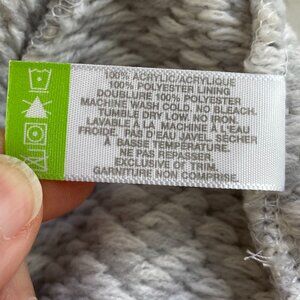 100% ACRYLIC/ACRYLIQUE
100% POLYESTER LINING
DOUBLURE 100% POLYESTER
MACHINE WASH COLD. NO BLEACH.
TUMBLE DRY LOW. NO IRON.
LAVABLE À LA MACHINE À L'EAU
FROIDE. PAS D'EAU JAVEL. SÉCHER
À BASSE TEMPÉRATURE
NE PAS REPASSER.
EXCLUSIVE OF TRIM.
GARNITURE NON COMPRISE.